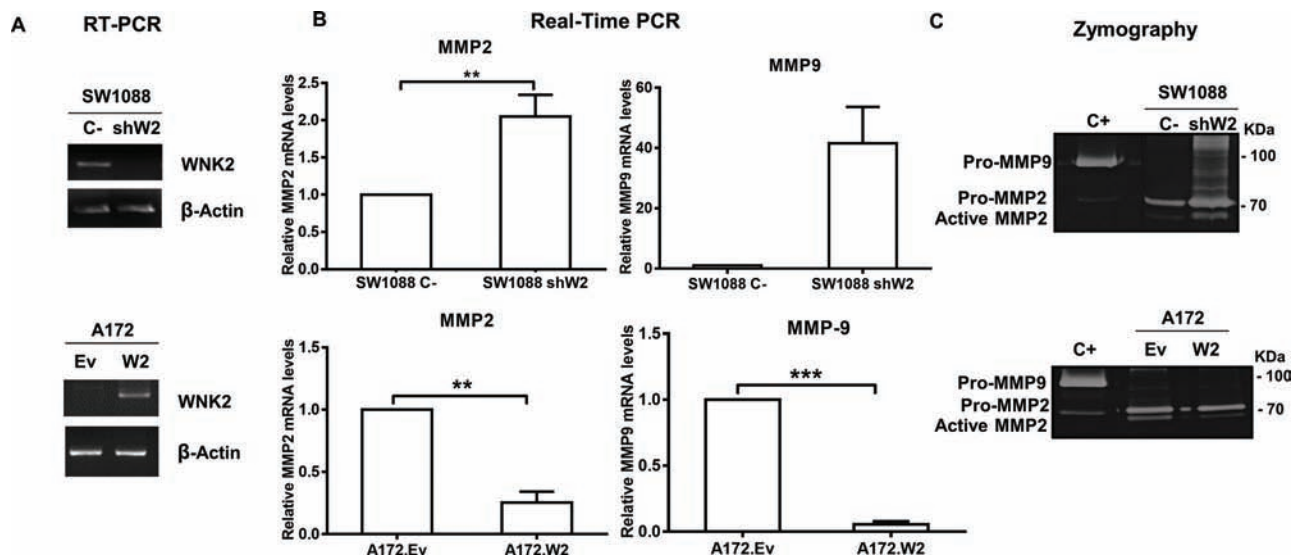 A
RT-PCR
SW1088
C- shW2
WNK2
β-Actin
A172
Ev W2
WNK2
β-Actin
B
Real-Time PCR
MMP2
Relative MMP2 mRNA levels
2.5
2.0
1.5
1.0
0.5
0.0
**
SW1088 C- SW1088 shW2
MMP9
Relative MMP9 mRNA levels
60
40
20
0
SW1088 C- SW1088 shW2
MMP2
Relative MMP2 mRNA levels
1.5
1.0
0.5
0.0
**
A172.Ev A172.W2
MMP-9
Relative MMP9 mRNA levels
1.5
1.0
0.5
0.0
***
A172.Ev A172.W2
C
Zymography
SW1088
C+ C- shW2 KDa
Pro-MMP9 - 100
Pro-MMP2 - 70
Active MMP2
A172
C+ Ev W2 KDa
Pro-MMP9 - 100
Pro-MMP2 - 70
Active MMP2